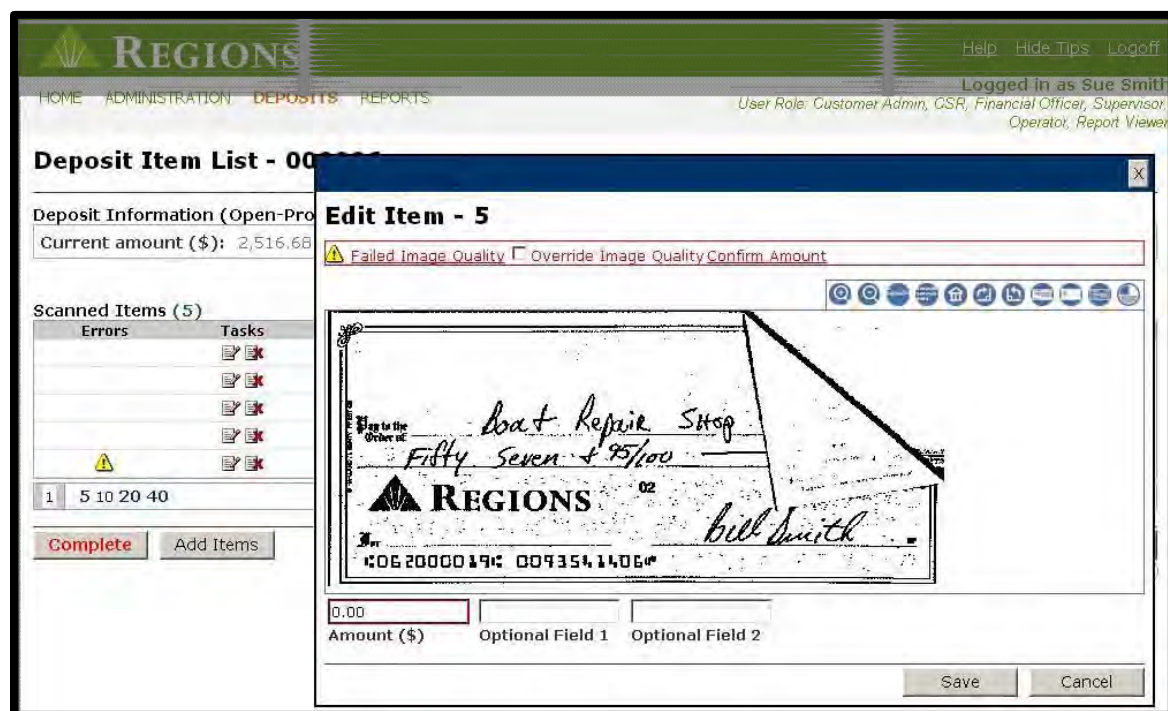 REGIONS
Help Hide Tips Logoff
HOME ADMINISTRATION DEPOSITS REPORTS
Logged in as Sue Smith
User Role: Customer Admin, CSR, Financial Officer, Supervisor,
Operator, Report Viewer
Deposit Item List - 00
X
Deposit Information (Open-Pro
Edit Item - 5
Current amount ($): 2,516.68
Failed Image Quality Override Image Quality Confirm Amount
Scanned Items (5)
Errors Tasks
Pay to the
Order of Boat Repair Shop
Fifty Seven & 95/100
REGIONS 02
For Bill Smith
⑆062000019⑆ 0093541406⑈
1 5 10 20 40
Complete Add Items
0.00
Amount ($) Optional Field 1 Optional Field 2
Save Cancel